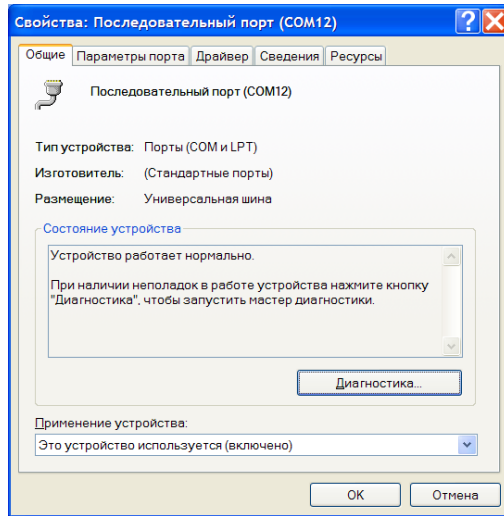 Свойства: Последовательный порт (COM12)
Общие Параметры порта Драйвер Сведения Ресурсы
Последовательный порт (COM12)
Тип устройства: Порты (COM и LPT)
Изготовитель: (Стандартные порты)
Размещение: Универсальная шина
Состояние устройства
Устройство работает нормально.
При наличии неполадок в работе устройства нажмите кнопку
"Диагностика", чтобы запустить мастер диагностики.
Диагностика...
Применение устройства:
Это устройство используется (включено)
OK Отмена